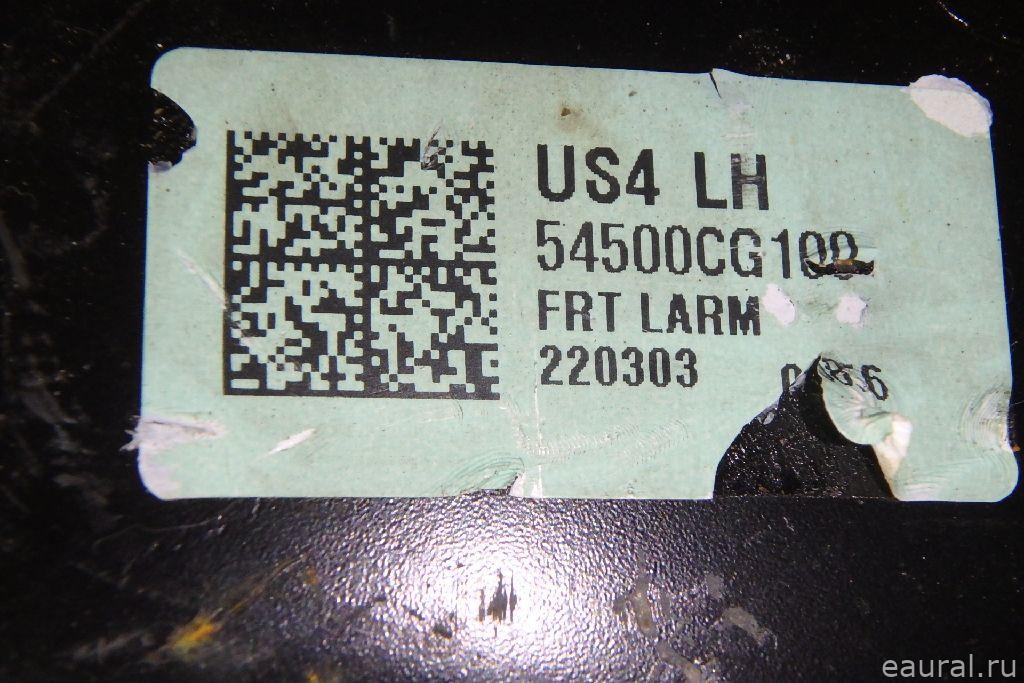 US4 LH
54500CG100
FRT LARM
220303
eaural.ru